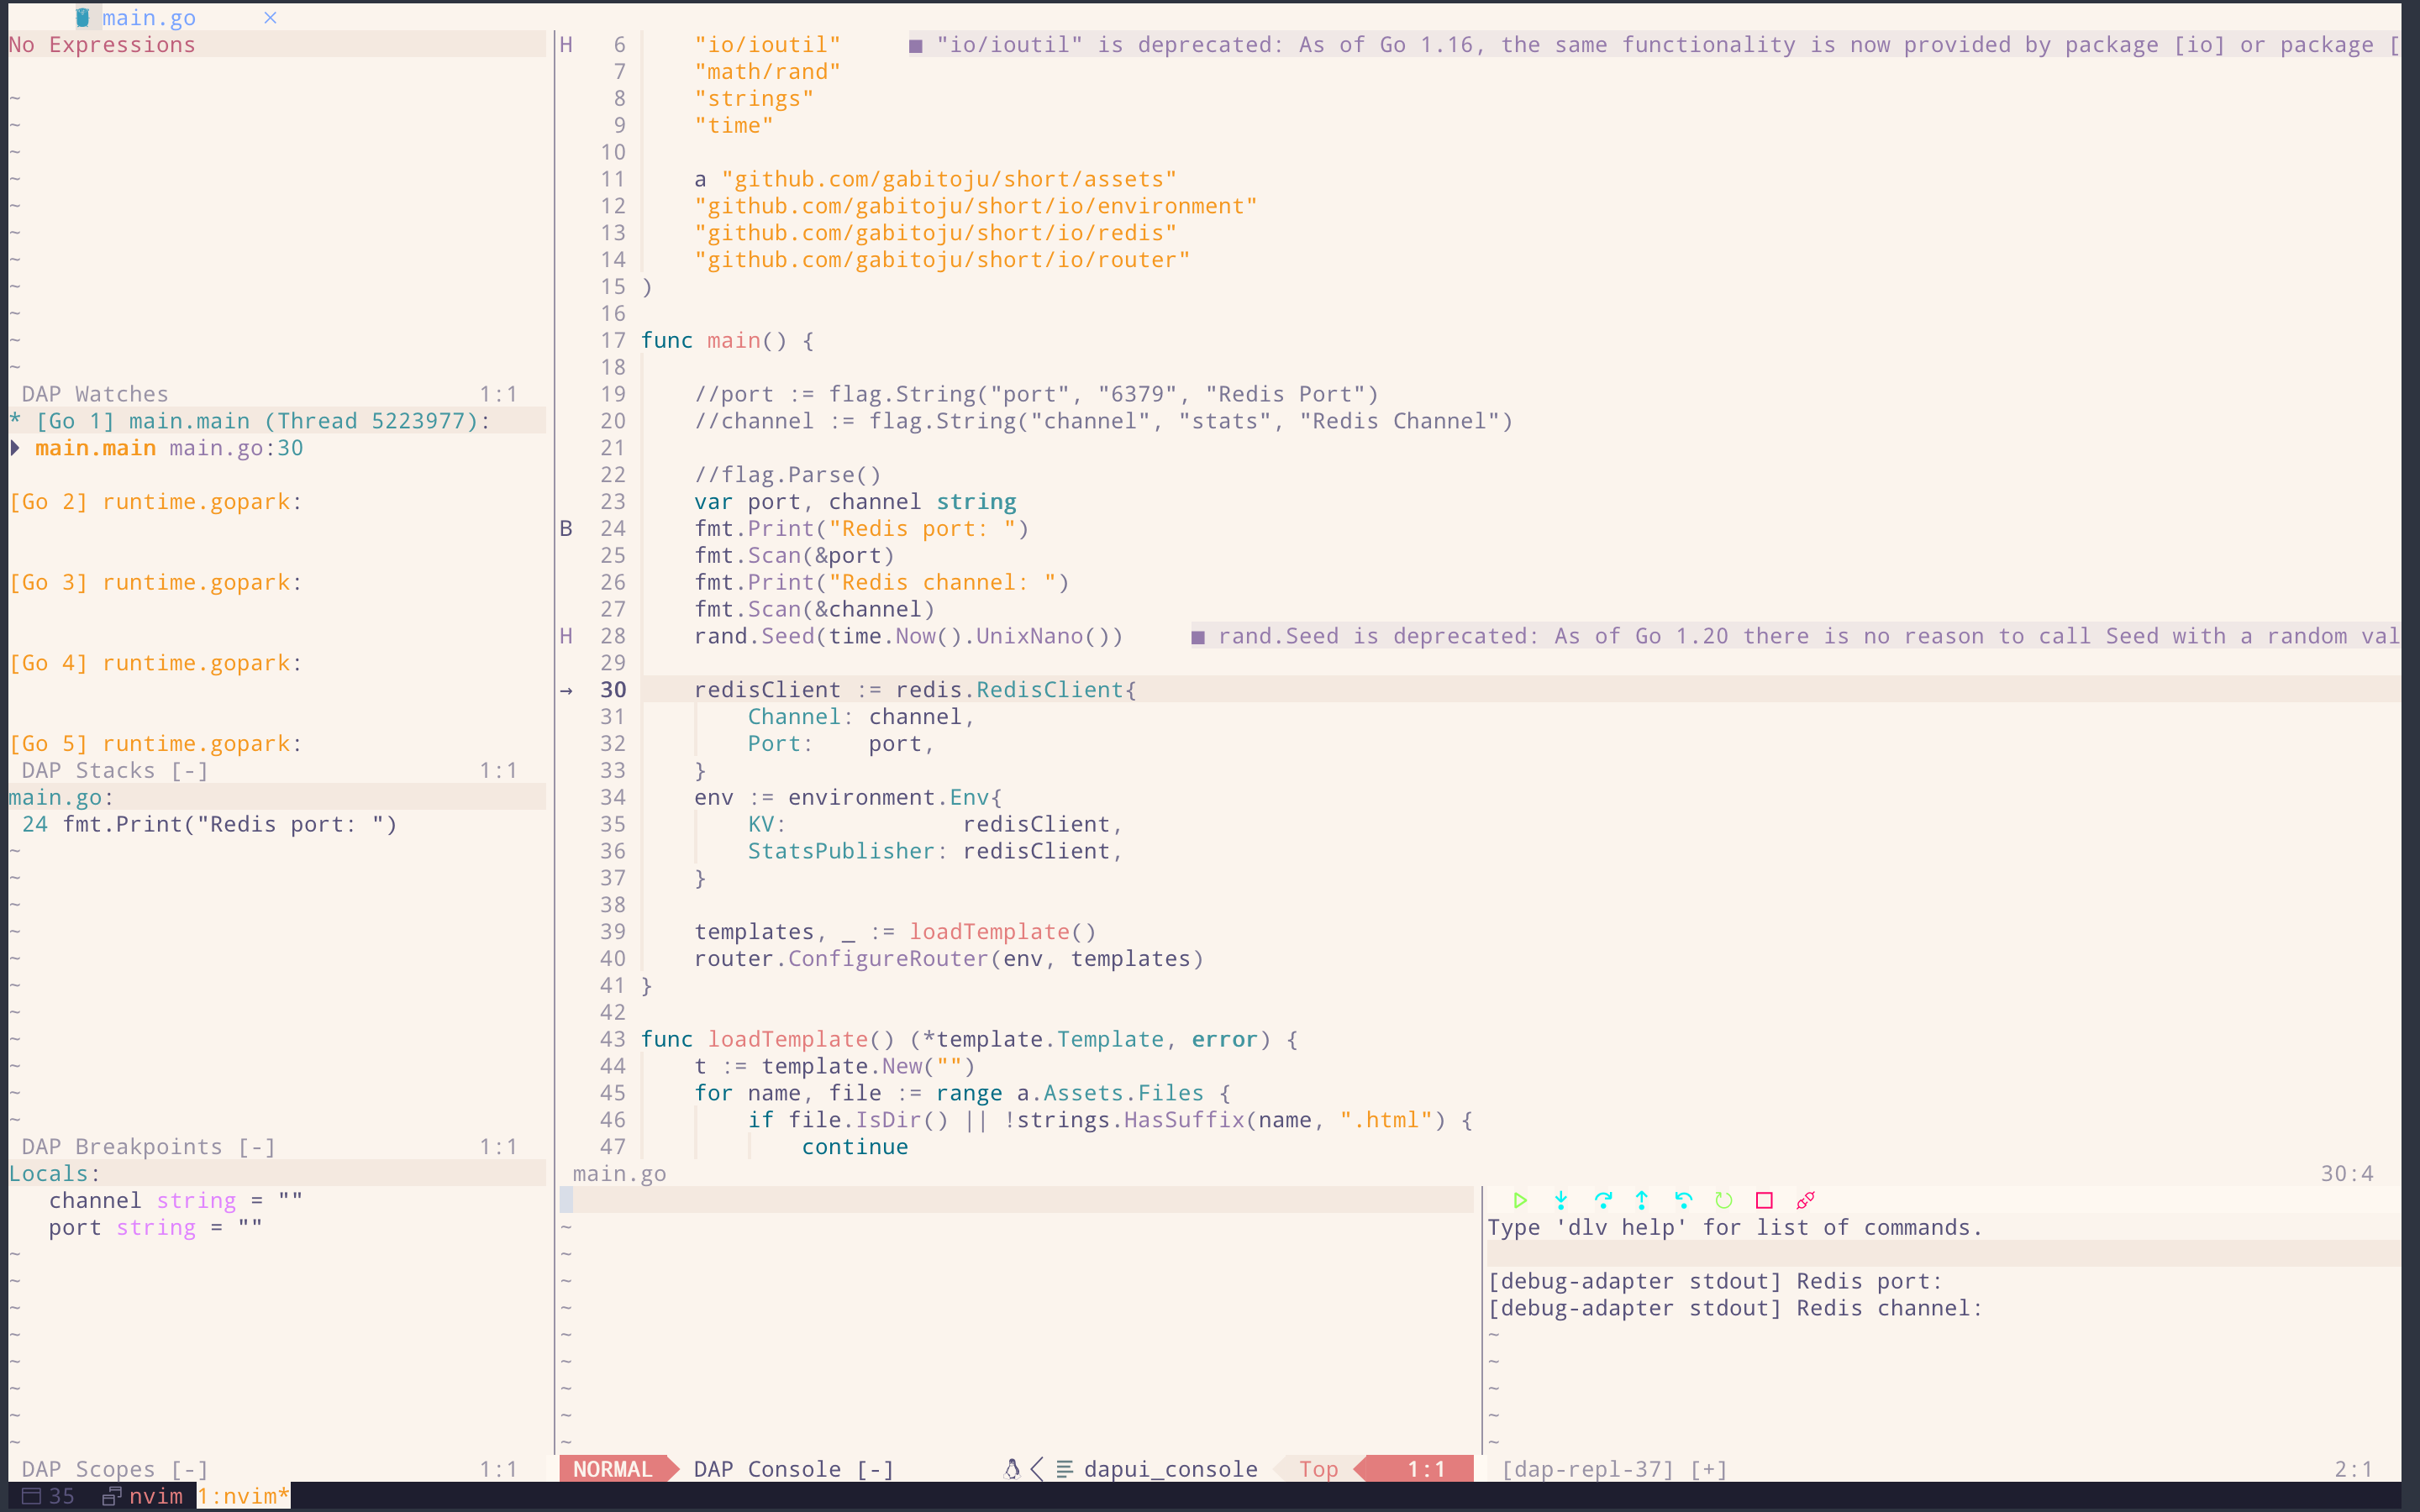 main.go ×
No Expressions
~
~
~
~
~
~
~
~
~
~
~
DAP Watches 1:1
* [Go 1] main.main (Thread 5223977):
main.main main.go:30
[Go 2] runtime.gopark:
[Go 3] runtime.gopark:
[Go 4] runtime.gopark:
[Go 5] runtime.gopark:
DAP Stacks [-] 1:1
main.go:
24 fmt.Print("Redis port: ")
~
~
~
~
~
~
~
~
~
~
~
DAP Breakpoints [-] 1:1
Locals:
channel string = ""
port string = ""
~
~
~
~
~
~
~
~
DAP Scopes [-] 1:1
H 6 "io/ioutil" ■ "io/ioutil" is deprecated: As of Go 1.16, the same functionality is now provided by package [io] or package [
7 "math/rand"
8 "strings"
9 "time"
10
11 a "github.com/gabitoju/short/assets"
12 "github.com/gabitoju/short/io/environment"
13 "github.com/gabitoju/short/io/redis"
14 "github.com/gabitoju/short/io/router"
15 )
16
17 func main() {
18
19 //port := flag.String("port", "6379", "Redis Port")
20 //channel := flag.String("channel", "stats", "Redis Channel")
21
22 //flag.Parse()
23 var port, channel string
B 24 fmt.Print("Redis port: ")
25 fmt.Scan(&port)
26 fmt.Print("Redis channel: ")
27 fmt.Scan(&channel)
H 28 rand.Seed(time.Now().UnixNano()) ■ rand.Seed is deprecated: As of Go 1.20 there is no reason to call Seed with a random val
29
→ 30 redisClient := redis.RedisClient{
31 Channel: channel,
32 Port: port,
33 }
34 env := environment.Env{
35 KV: redisClient,
36 StatsPublisher: redisClient,
37 }
38
39 templates, _ := loadTemplate()
40 router.ConfigureRouter(env, templates)
41 }
42
43 func loadTemplate() (*template.Template, error) {
44 t := template.New("")
45 for name, file := range a.Assets.Files {
46 if file.IsDir() || !strings.HasSuffix(name, ".html") {
47 continue
main.go 30:4
~
~
~
~
~
~
~
~
~
NORMAL DAP Console [-] dapui_console Top 1:1
Type 'dlv help' for list of commands.
[debug-adapter stdout] Redis port:
[debug-adapter stdout] Redis channel:
~
~
~
~
~
[dap-repl-37] [+] 2:1
35 nvim 1:nvim*